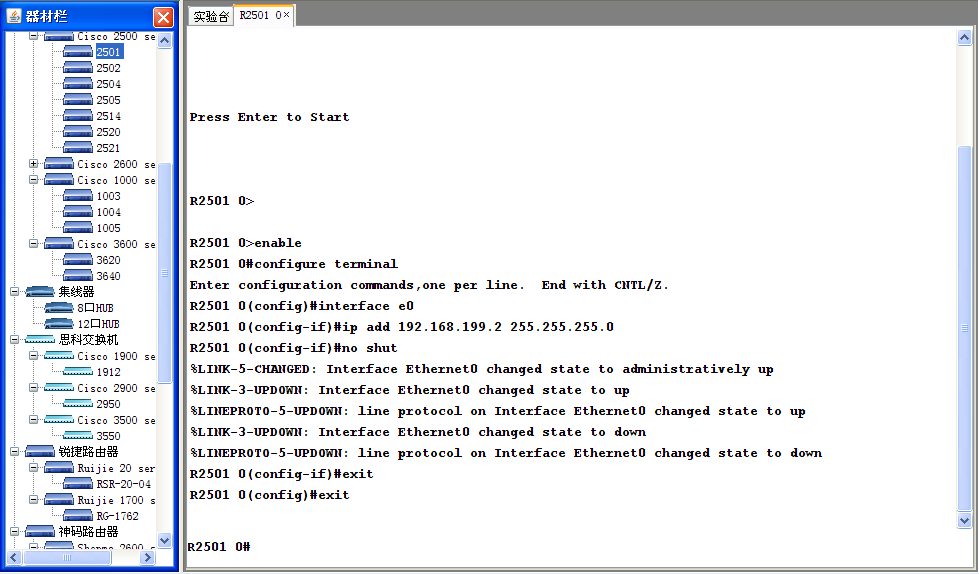 器材栏
Cisco 2500 se
2501
2502
2504
2505
2514
2520
2521
Cisco 2600 se
Cisco 1000 se
1003
1004
1005
Cisco 3600 se
3620
3640
集线器
8口HUB
12口HUB
思科交换机
Cisco 1900 se
1912
Cisco 2900 se
2950
Cisco 3500 se
3550
锐捷路由器
Ruijie 20 ser
RSR-20-04
Ruijie 1700 s
RG-1762
神码路由器
2600 se
实验台
R2501 0
Press Enter to Start
R2501 0>
R2501 0>enable
R2501 0#configure terminal
Enter configuration commands,one per line.  End with CNTL/Z.
R2501 0(config)#interface e0
R2501 0(config-if)#ip add 192.168.199.2 255.255.255.0
R2501 0(config-if)#no shut
%LINK-5-CHANGED: Interface Ethernet0 changed state to administratively up
%LINK-3-UPDOWN: Interface Ethernet0 changed state to up
%LINEPROTO-5-UPDOWN: line protocol on Interface Ethernet0 changed state to up
%LINK-3-UPDOWN: Interface Ethernet0 changed state to down
%LINEPROTO-5-UPDOWN: line protocol on Interface Ethernet0 changed state to down
R2501 0(config-if)#exit
R2501 0(config)#exit
R2501 0#